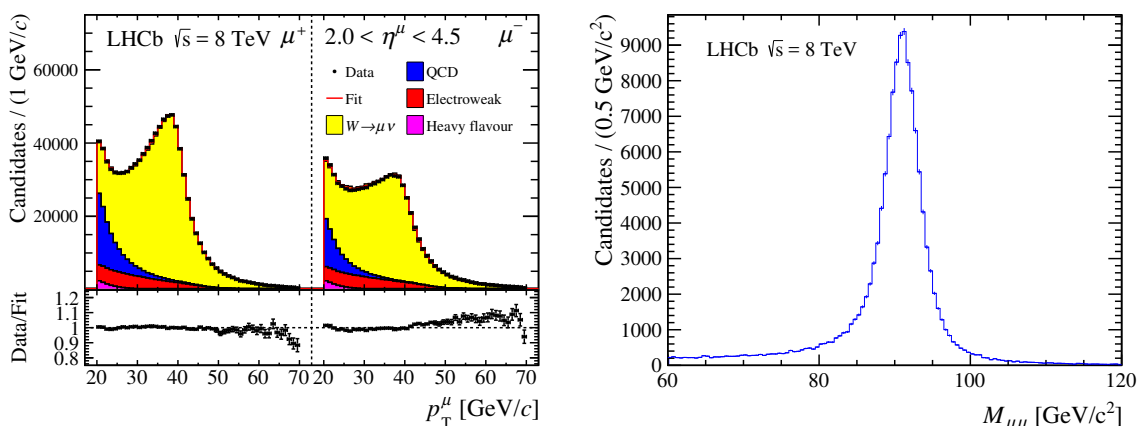 LHCb √s = 8 TeV μ⁺
2.0 < η^μ < 4.5 μ⁻
Data
Fit
W→μν
QCD
Electroweak
Heavy flavour
Candidates / (1 GeV/c)
60000
40000
20000
Data/Fit
1.2
1.1
1
0.9
0.8
20 30 40 50 60 70 20 30 40 50 60 70
p_T^μ [GeV/c]
LHCb √s = 8 TeV
Candidates / (0.5 GeV/c²)
9000
8000
7000
6000
5000
4000
3000
2000
1000
0
60 80 100 120
M_μμ [GeV/c²]